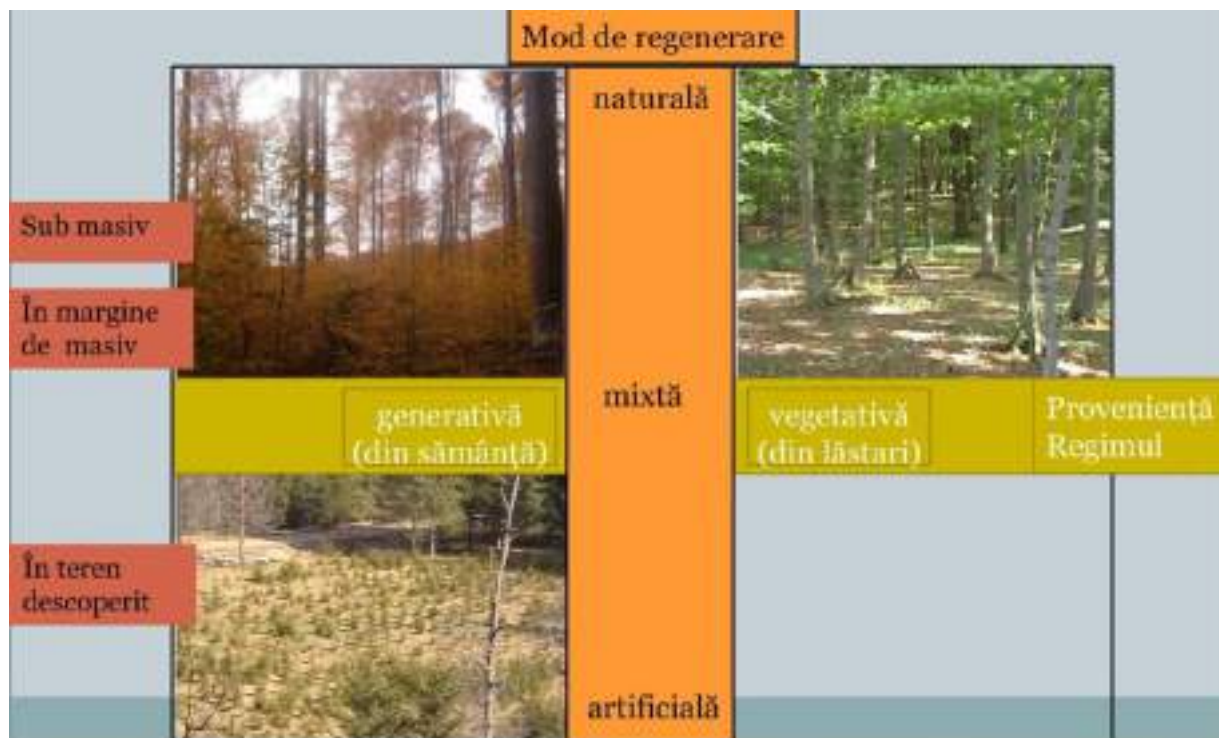 Mod de regenerare
naturală
Sub masiv
În margine
de masiv
mixtă
generativă
(din sămânță)
vegetativă
(din lăstari)
Proveniență
Regimul
În teren
descoperit
artificială